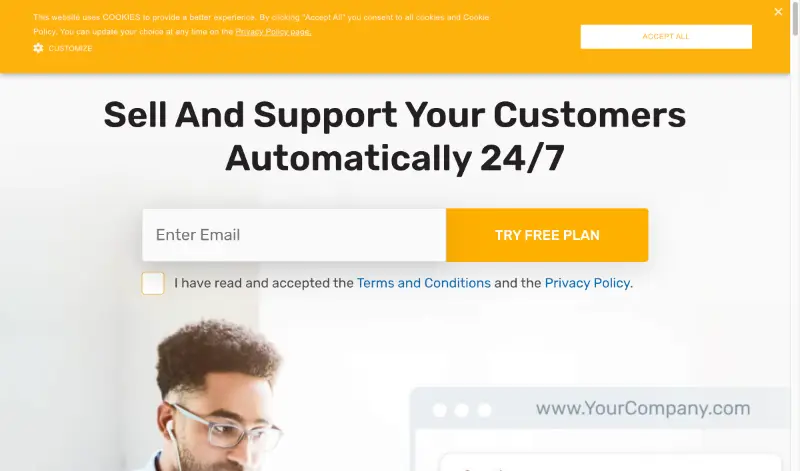 This website uses COOKIES to provide a better experience. By clicking "Accept All" you consent to all cookies and Cookie
Policy. You can update your choice at any time on the Privacy Policy page.
CUSTOMIZE
ACCEPT ALL
Sell And Support Your Customers
Automatically 24/7
Enter Email
TRY FREE PLAN
I have read and accepted the Terms and Conditions and the Privacy Policy.
www.YourCompany.com